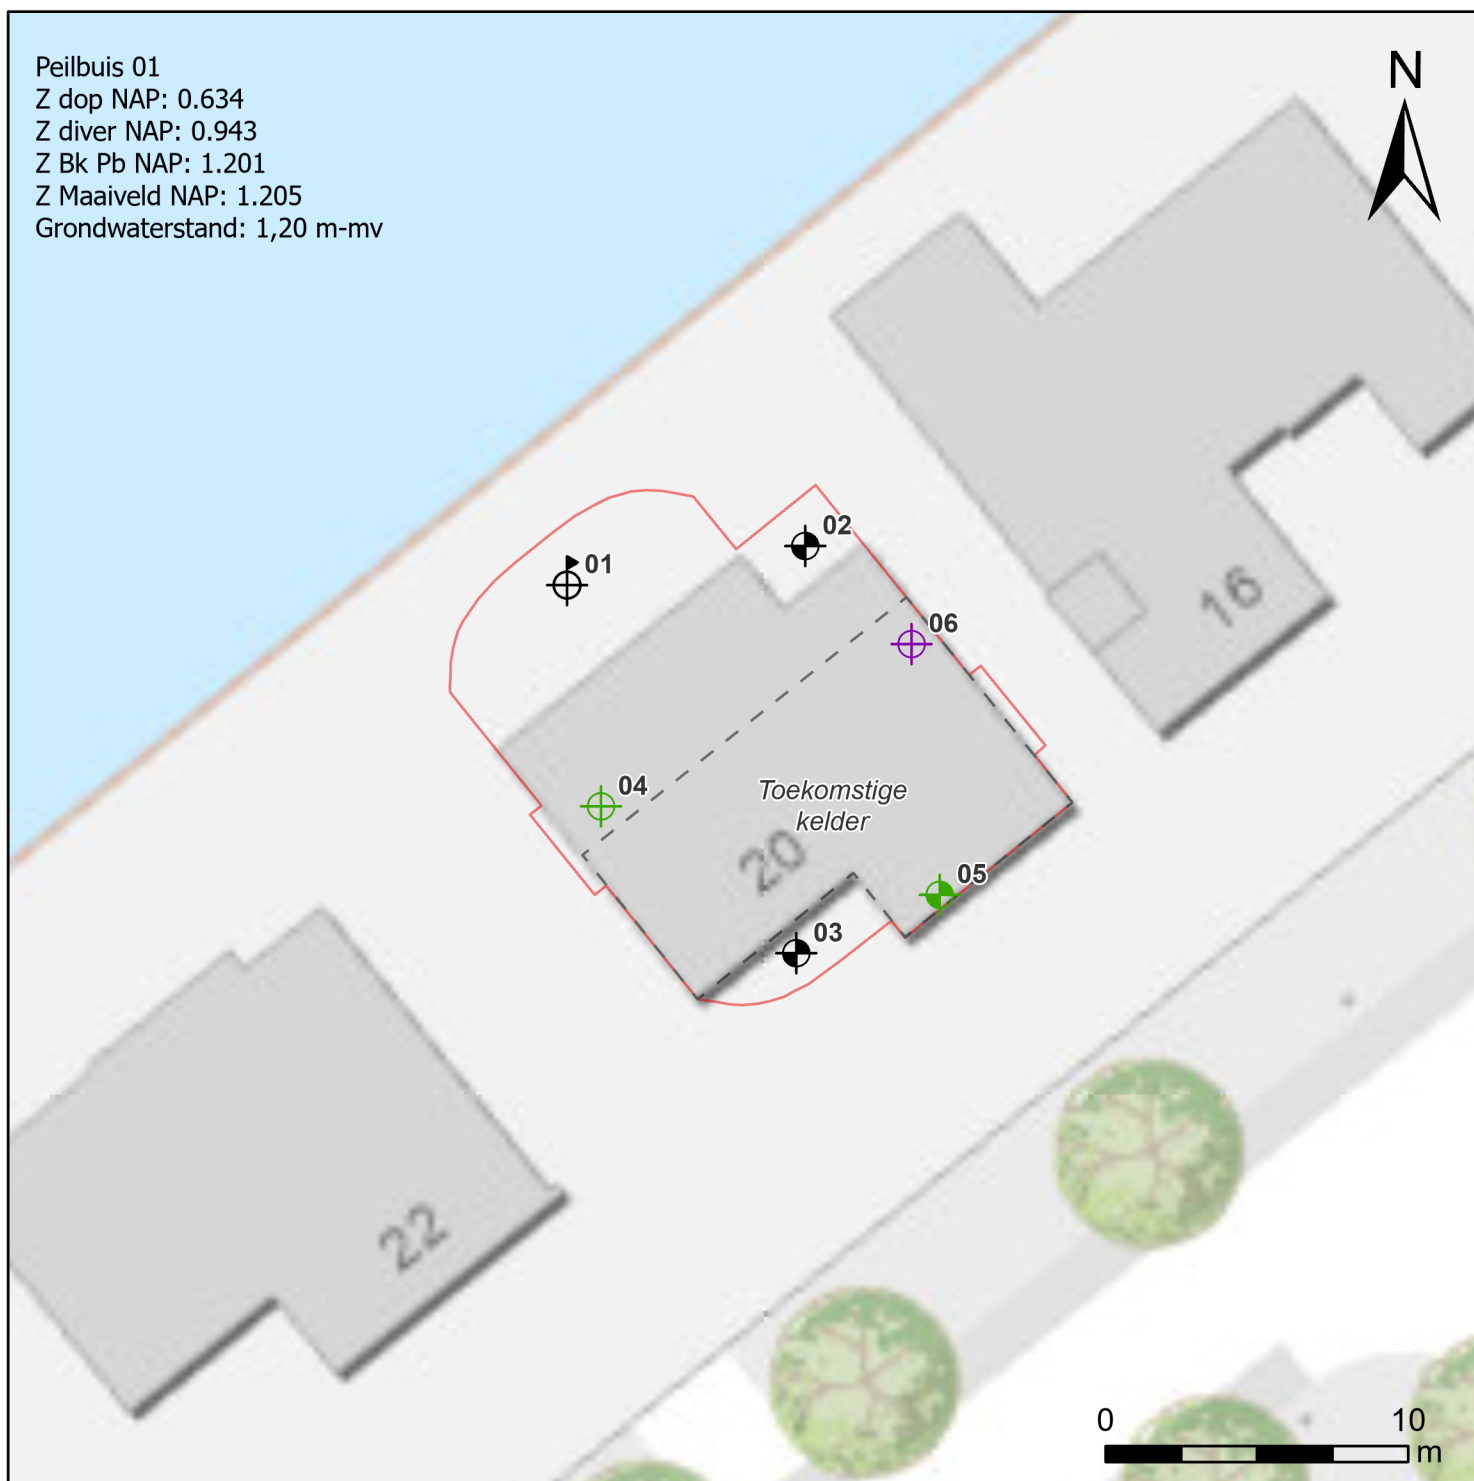 Peilbuis 01
Z dop NAP: 0.634
Z diver NAP: 0.943
Z Bk Pb NAP: 1.201
Z Maaiveld NAP: 1.205
Grondwaterstand: 1,20 m-mv
N
02
01
16
06
04
Toekomstige
kelder
20
05
03
22
0 10
m